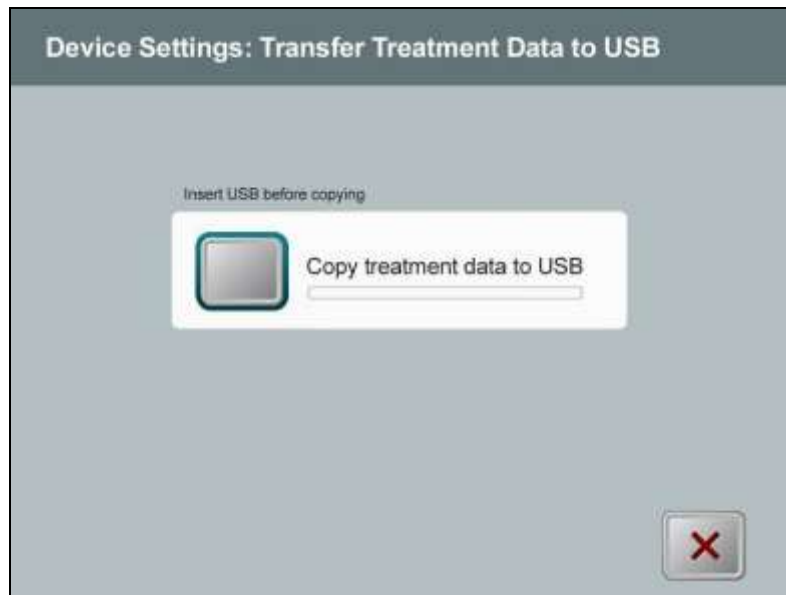 Device Settings: Transfer Treatment Data to USB
Insert USB before copying
Copy treatment data to USB